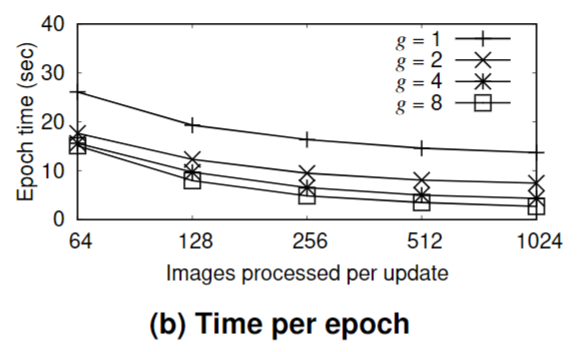 40
30
20
10
0
Epoch time (sec)
g = 1
g = 2
g = 4
g = 8
64 128 256 512 1024
Images processed per update
(b) Time per epoch